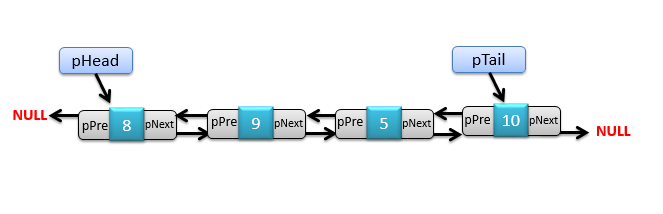 pHead
pTail
NULL
pPre 8 pNext
pPre 9 pNext
pPre 5 pNext
pPre 10 pNext
NULL